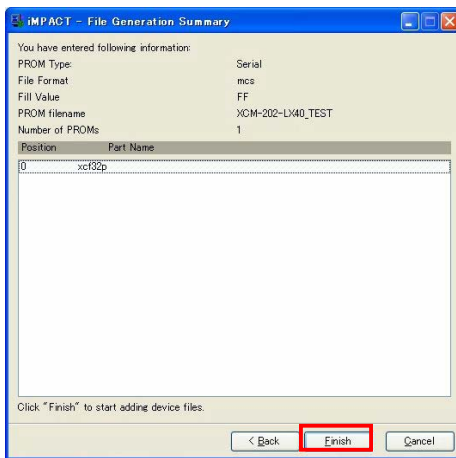 iMPACT - File Generation Summary
You have entered following information:
PROM Type: Serial
File Format mcs
Fill Value FF
PROM filename XCM-202-LX40_TEST
Number of PROMs 1
Position Part Name
0 xcf32p
Click "Finish" to start adding device files.
< Back Finish Cancel